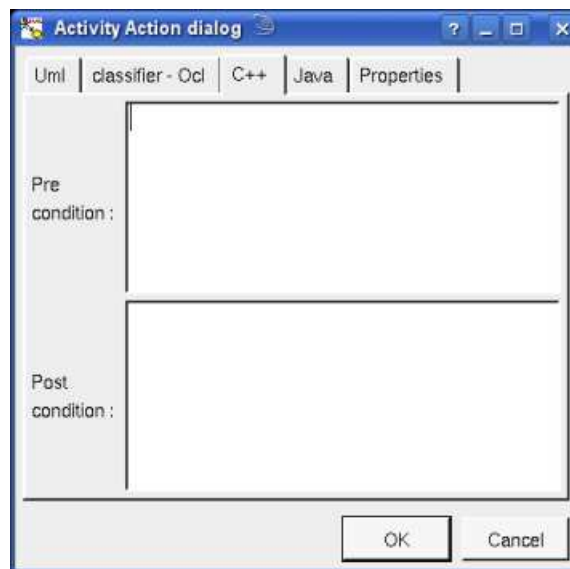 Activity Action dialog
Uml classifier - Ocl C++ Java Properties
Pre
condition :
Post
condition :
OK Cancel